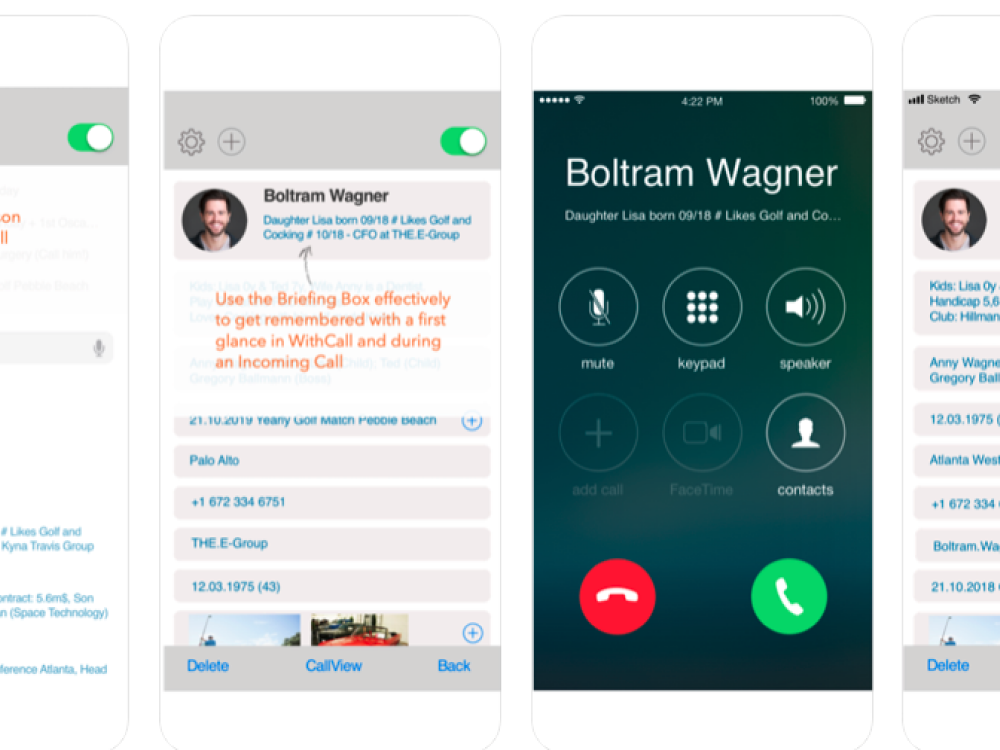 son
ll
# Likes Golf and
Kyna Travis Group
ontract: 5.6m$, Son
n (Space Technology)
ference Atlanta, Head
Boltram Wagner
Daughter Lisa born 09/18 # Likes Golf and
Cooking # 10/18 - CFO at THE.E-Group
Use the Briefing Box effectively
to get remembered with a first
glance in WithCall and during
an Incoming Call
Gregory Ballmann (Boss)
21.10.2019 Yearly Golf Match Pebble Beach
Palo Alto
+1 672 334 6751
THE.E-Group
12.03.1975 (43)
Delete
CallView
Back
4:22 PM
100%
Boltram Wagner
Daughter Lisa born 09/18 # Likes Golf and Co...
mute
keypad
speaker
add call
FaceTime
contacts
Sketch
Kids: Lisa 0y
Handicap 5,6
Club: Hillman
Anny Wagne
Gregory Ball
12.03.1975 (
Atlanta West
+1 672 334
Boltram.Wa
21.10.2018
Delete